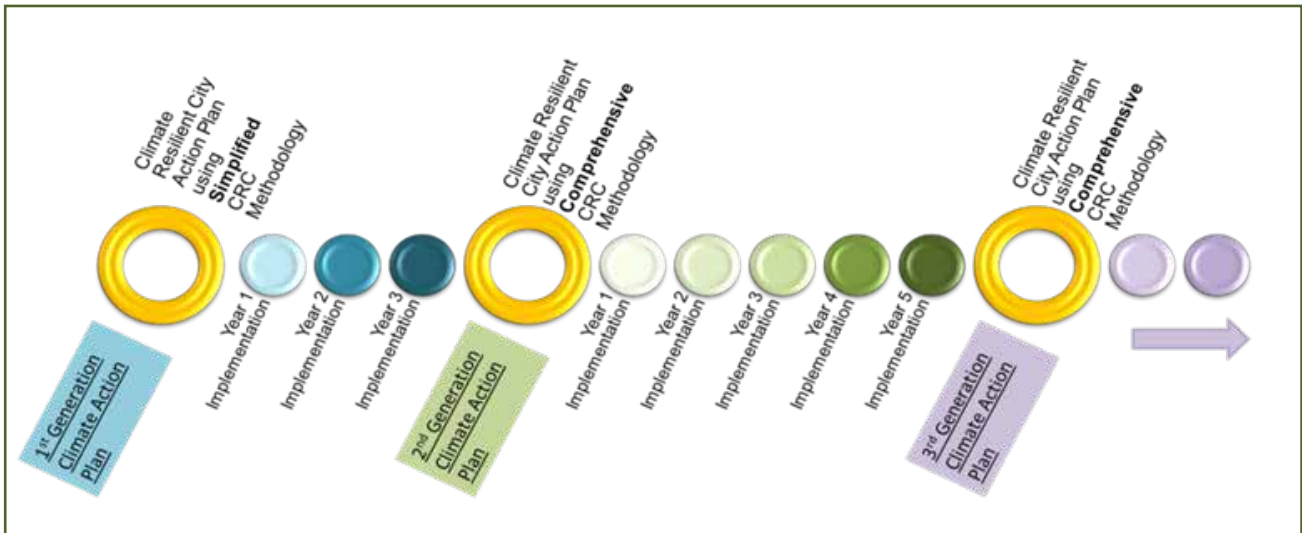 Climate
Resilient City
Action Plan
using
Simplified
CRC
Methodology
1st Generation
Climate Action
Plan
Year 1
Implementation
Year 2
Implementation
Year 3
Implementation
Climate Resilient
City Action Plan
using
Comprehensive
CRC
Methodology
2nd Generation
Climate Action
Plan
Year 1
Implementation
Year 2
Implementation
Year 3
Implementation
Year 4
Implementation
Year 5
Implementation
Climate Resilient
City Action Plan
using
Comprehensive
CRC
Methodology
3rd Generation
Climate Action
Plan